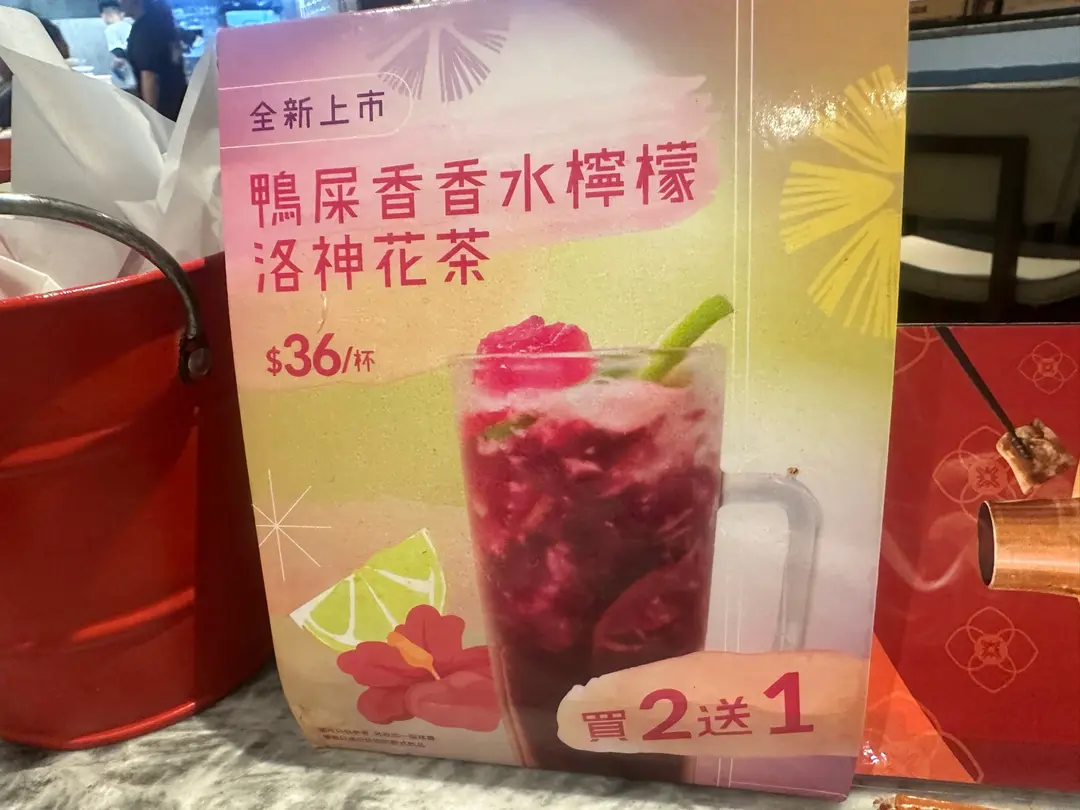 全新上市
鴨屎香香水檸檬
洛神花茶
$36/杯
買2送1